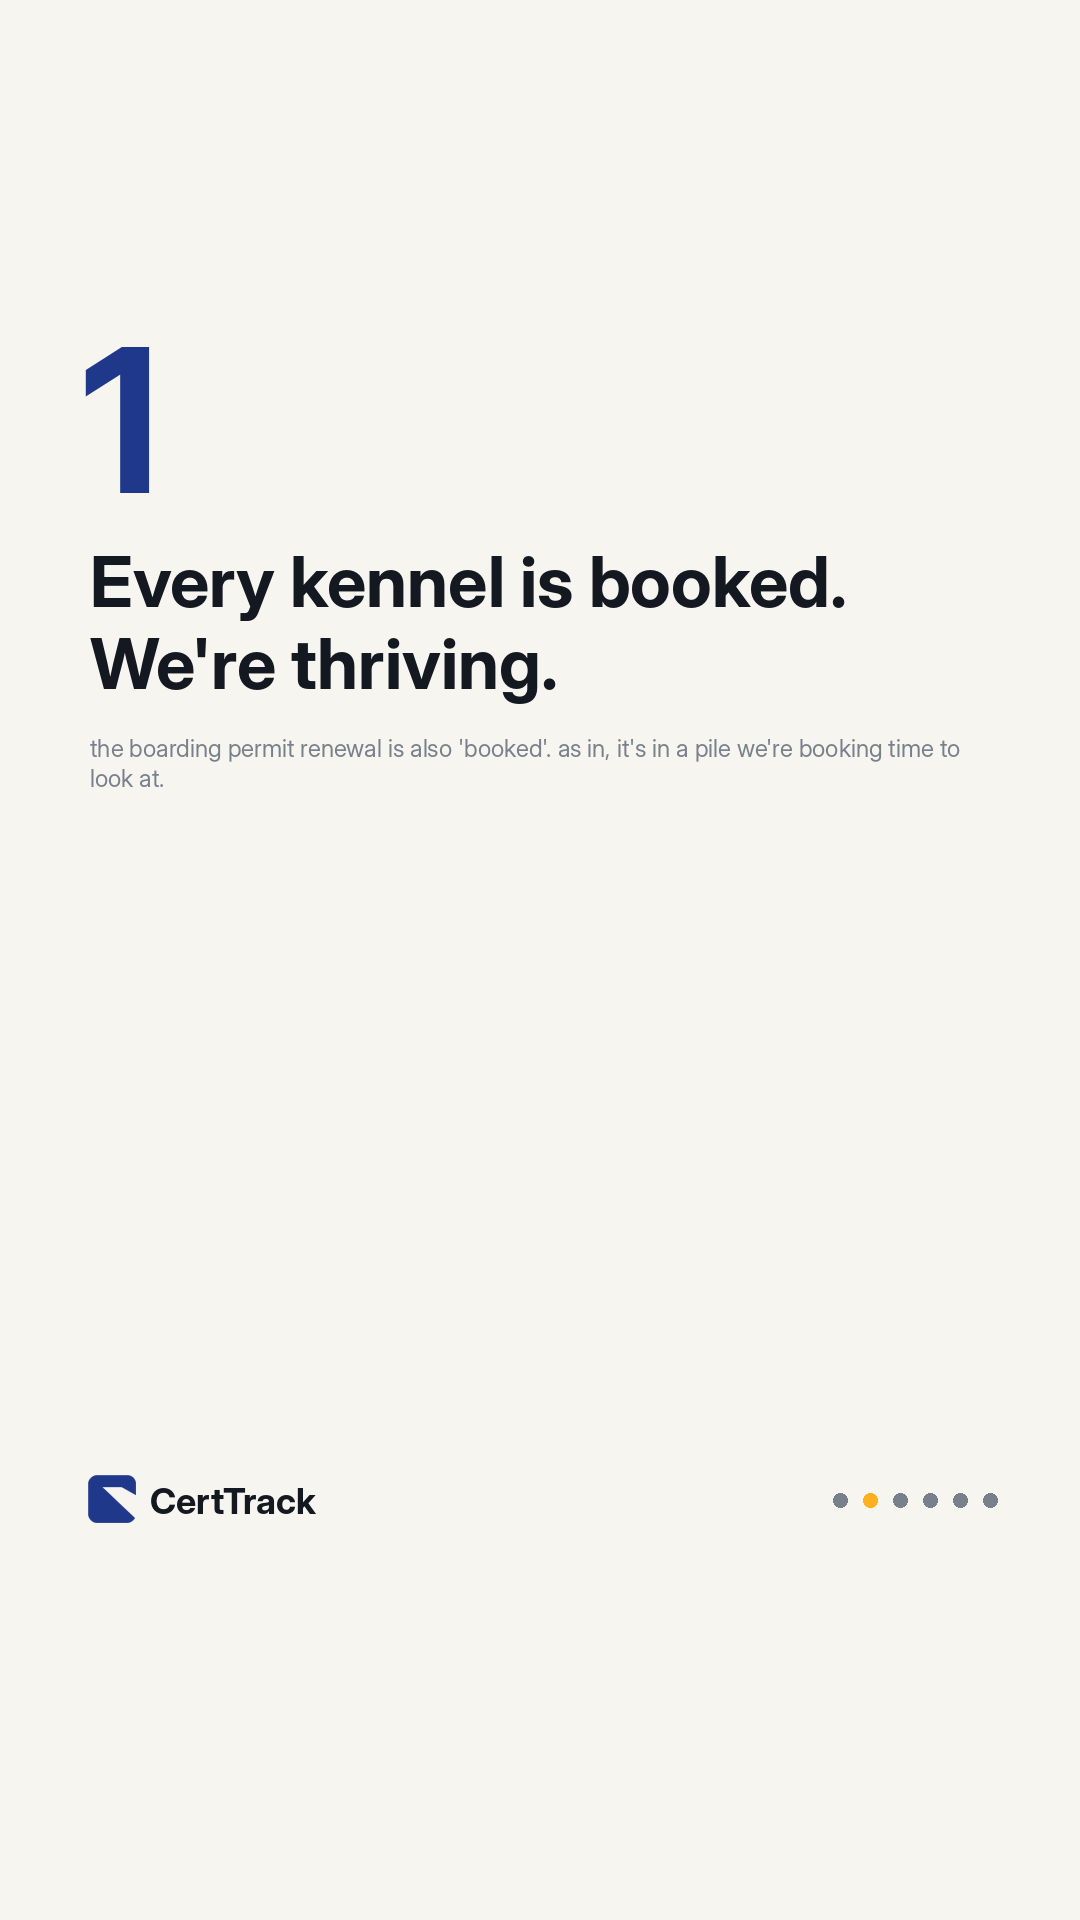 1
Every kennel is booked.
We're thriving.
the boarding permit renewal is also 'booked'. as in, it's in a pile we're booking time to
look at.
CertTrack